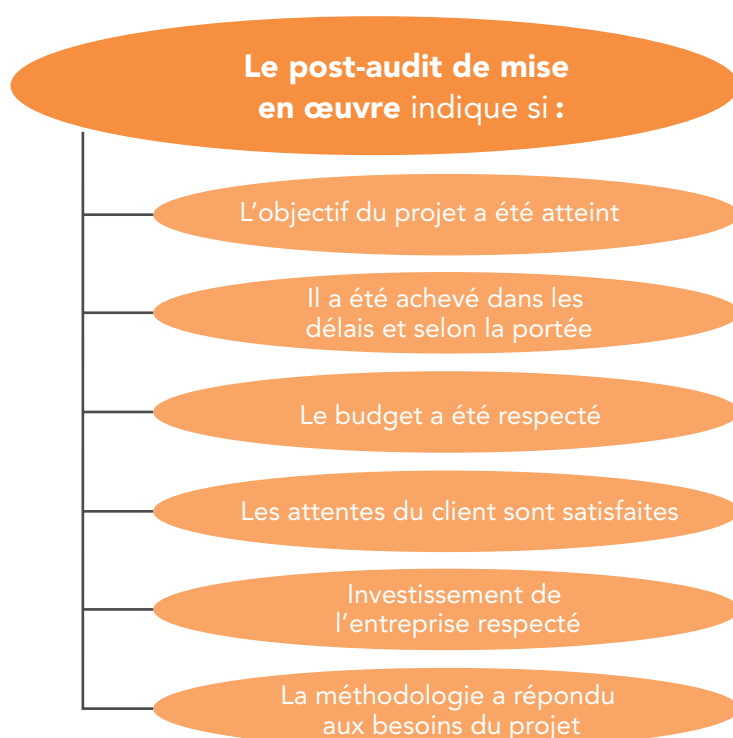 Le post-audit de mise
en œuvre indique si :
L’objectif du projet a été atteint
Il a été achevé dans les
délais et selon la portée
Le budget a été respecté
Les attentes du client sont satisfaites
Investissement de
l’entreprise respecté
La méthodologie a répondu
aux besoins du projet